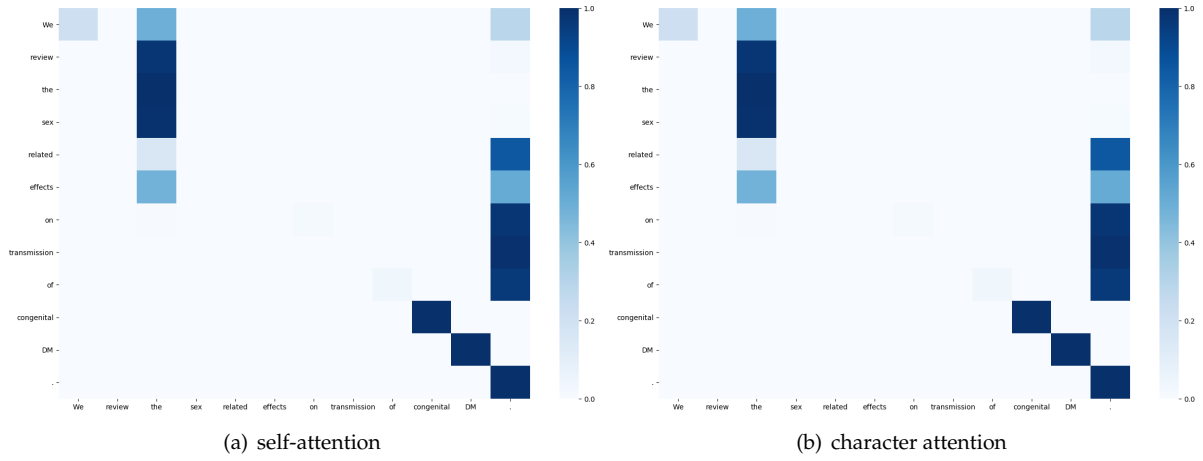 We
review
the
sex
related
effects
on
transmission
of
congenital
DM
.
We review the sex related effects on transmission of congenital DM .
1.0
0.8
0.6
0.4
0.2
0.0
(a) self-attention
We
review
the
sex
related
effects
on
transmission
of
congenital
DM
.
We review the sex related effects on transmission of congenital DM .
1.0
0.8
0.6
0.4
0.2
0.0
(b) character attention